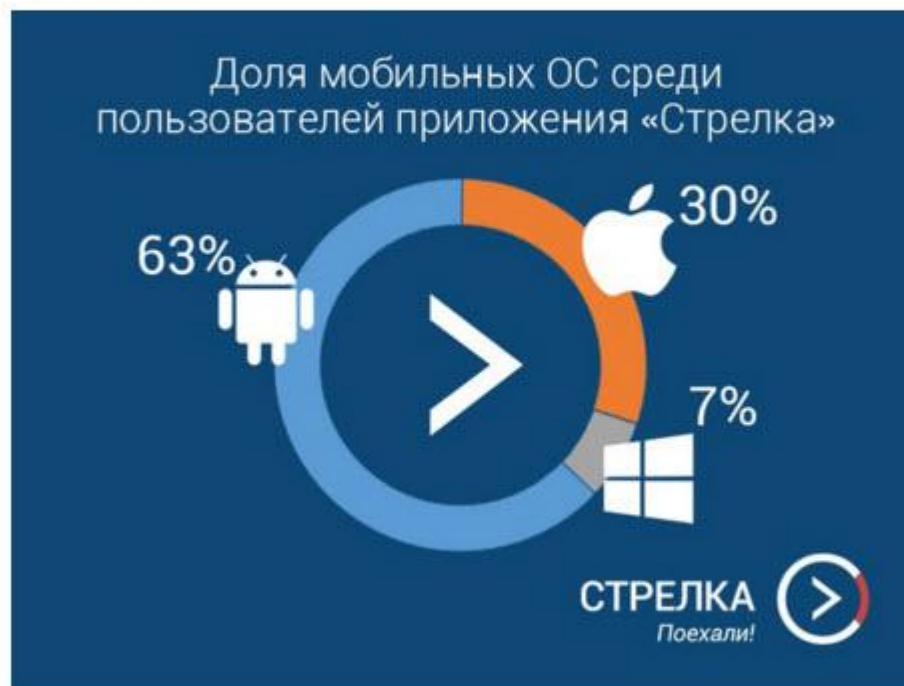 Доля мобильных ОС среди
пользователей приложения «Стрелка»
30%
63%
7%
СТРЕЛКА
Поехали!